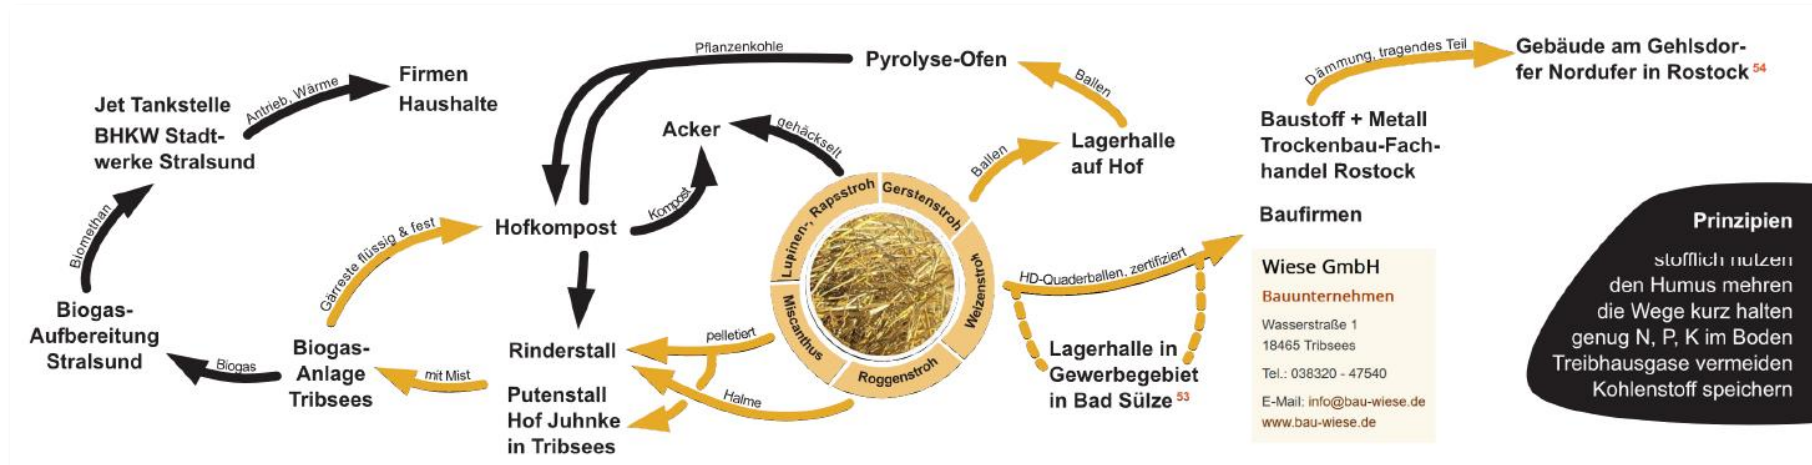 Jet Tankstelle
BHKW Stadt-
werke Stralsund
Antrieb, Wärme
Firmen
Haushalte
Biomethan
Biogas-
Aufbereitung
Stralsund
Biogas
Biogas-
Anlage
Tribsees
Gärreste flüssig & fest
mit Mist
Hofkompost
Kompost
Acker
gehäckselt
Pflanzenkohle
Pyrolyse-Ofen
Ballen
Lagerhalle
auf Hof
Ballen
Rinderstall
Putenstall
Hof Juhnke
in Tribsees
pelletiert
Halme
Lupinen-, Rapsstroh
Gerstenstroh
Weizenstroh
Roggenstroh
Miscanthus
HD-Quaderballen, zertifiziert
Lagerhalle in
Gewerbegebiet
in Bad Sülze 53
Dämmung, tragendes Teil
Gebäude am Gehlsdor-
fer Nordufer in Rostock 54
Baustoff + Metall
Trockenbau-Fach-
handel Rostock
Baufirmen
Wiese GmbH
Bauunternehmen
Wasserstraße 1
18465 Tribsees
Tel.: 038320 - 47540
E-Mail: info@bau-wiese.de
www.bau-wiese.de
Prinzipien
stofflich nutzen
den Humus mehren
die Wege kurz halten
genug N, P, K im Boden
Treibhausgase vermeiden
Kohlenstoff speichern